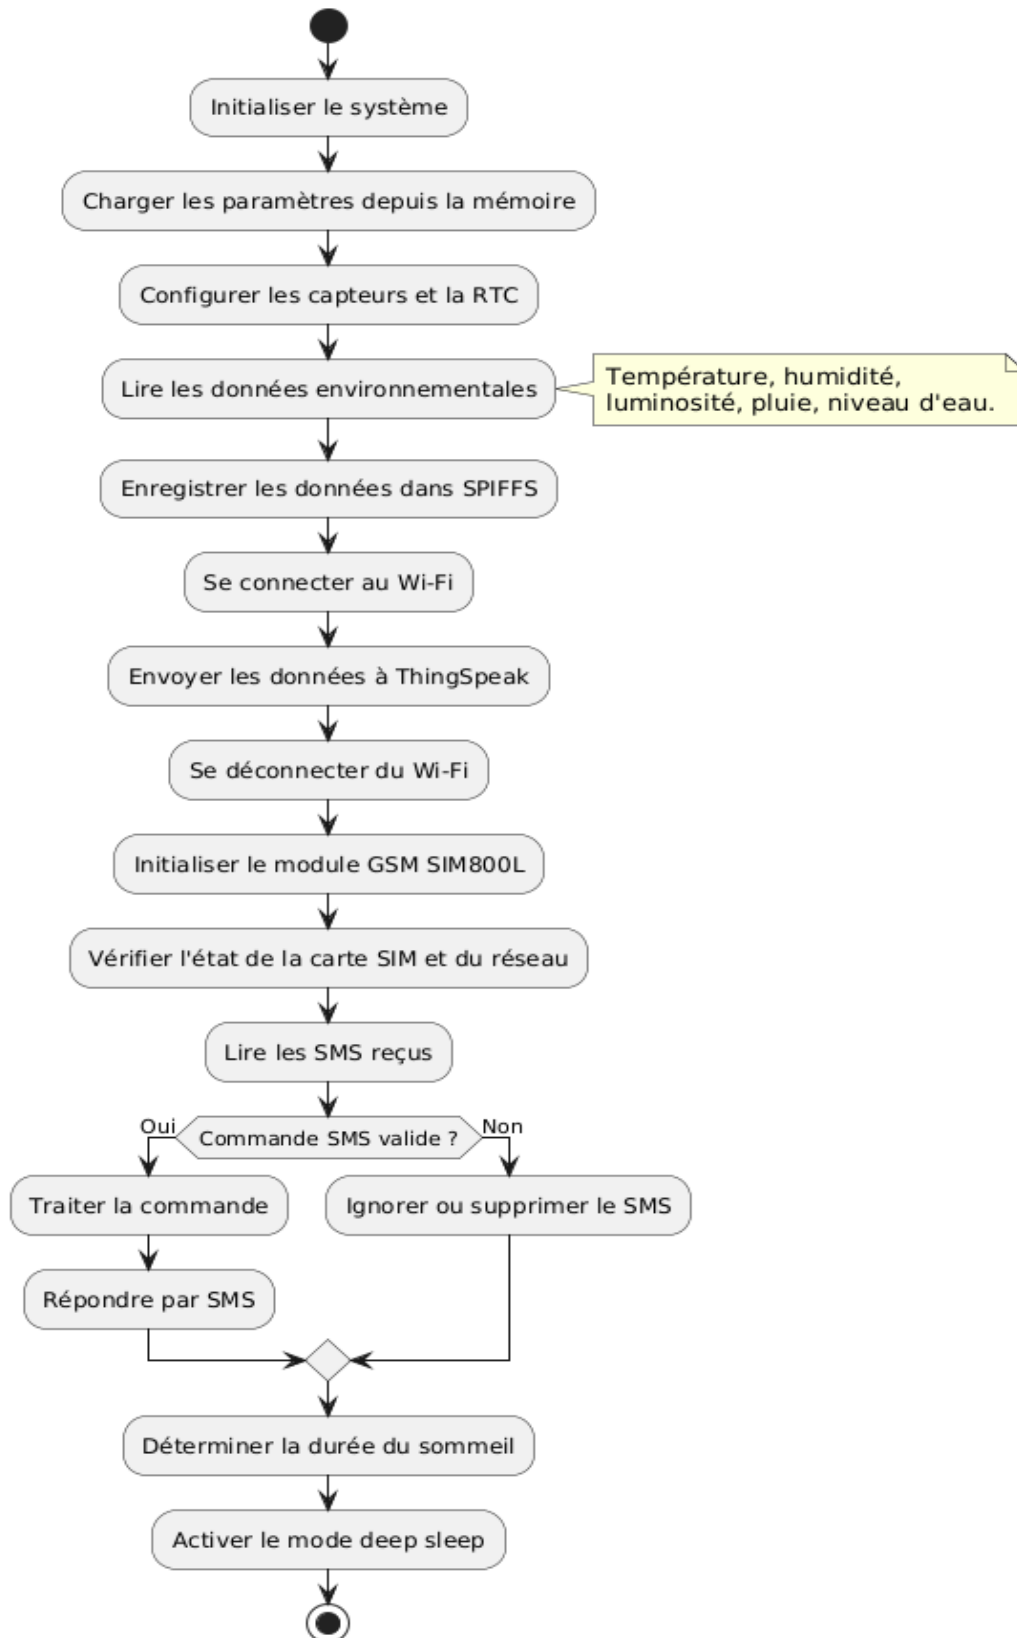 Initialiser le système
Charger les paramètres depuis la mémoire
Configurer les capteurs et la RTC
Lire les données environnementales
Température, humidité,
luminosité, pluie, niveau d'eau.
Enregistrer les données dans SPIFFS
Se connecter au Wi-Fi
Envoyer les données à ThingSpeak
Se déconnecter du Wi-Fi
Initialiser le module GSM SIM800L
Vérifier l'état de la carte SIM et du réseau
Lire les SMS reçus
Oui
Commande SMS valide ?
Non
Traiter la commande
Ignorer ou supprimer le SMS
Répondre par SMS
Déterminer la durée du sommeil
Activer le mode deep sleep